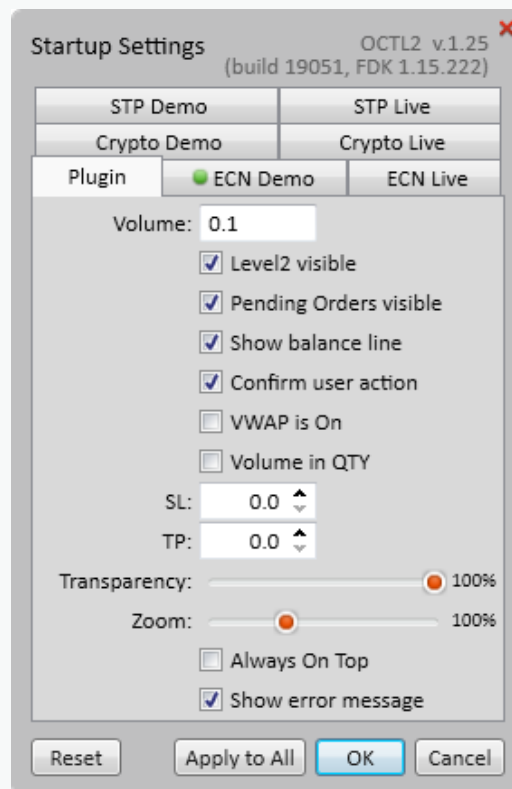 Startup Settings
OCTL2 v.1.25
(build 19051, FDK 1.15.222)
STP Demo STP Live
Crypto Demo Crypto Live
Plugin ECN Demo ECN Live
Volume: 0.1
Level2 visible
Pending Orders visible
Show balance line
Confirm user action
VWAP is On
Volume in QTY
SL: 0.0
TP: 0.0
Transparency: 100%
Zoom: 100%
Always On Top
Show error message
Reset Apply to All OK Cancel